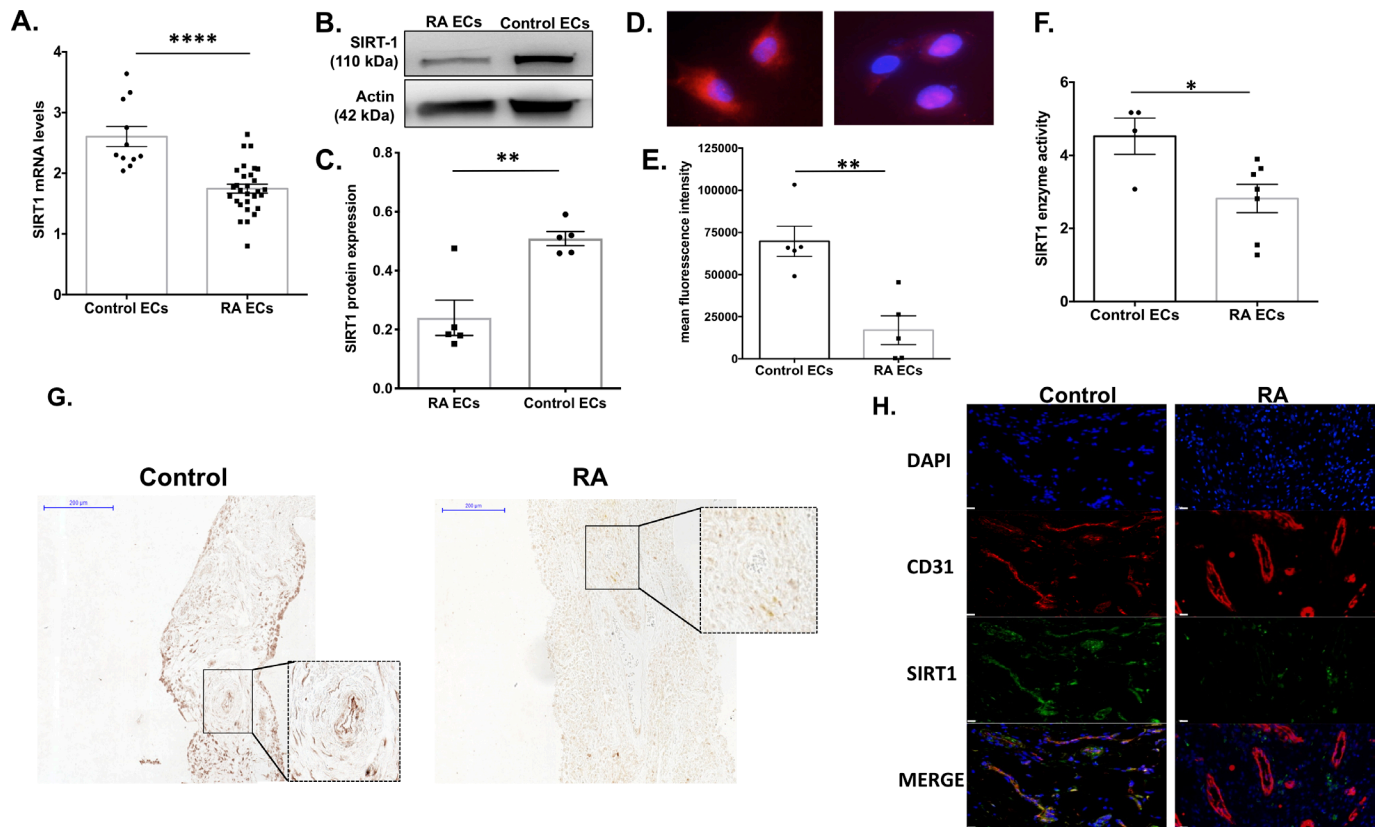 A.
****
SIRT1 mRNA levels
4
3
2
1
0
Control ECs
RA ECs
B.
RA ECs
Control ECs
SIRT-1
(110 kDa)
Actin
(42 kDa)
C.
**
SIRT1 protein expression
0.8
0.6
0.4
0.2
0.0
RA ECs
Control ECs
D.
E.
**
mean fluorescence intensity
125000
100000
75000
50000
25000
0
Control ECs
RA ECs
F.
*
SIRT1 enzyme activity
6
4
2
0
Control ECs
RA ECs
G.
Control
RA
200 µm
200 µm
H.
Control
RA
DAPI
CD31
SIRT1
MERGE